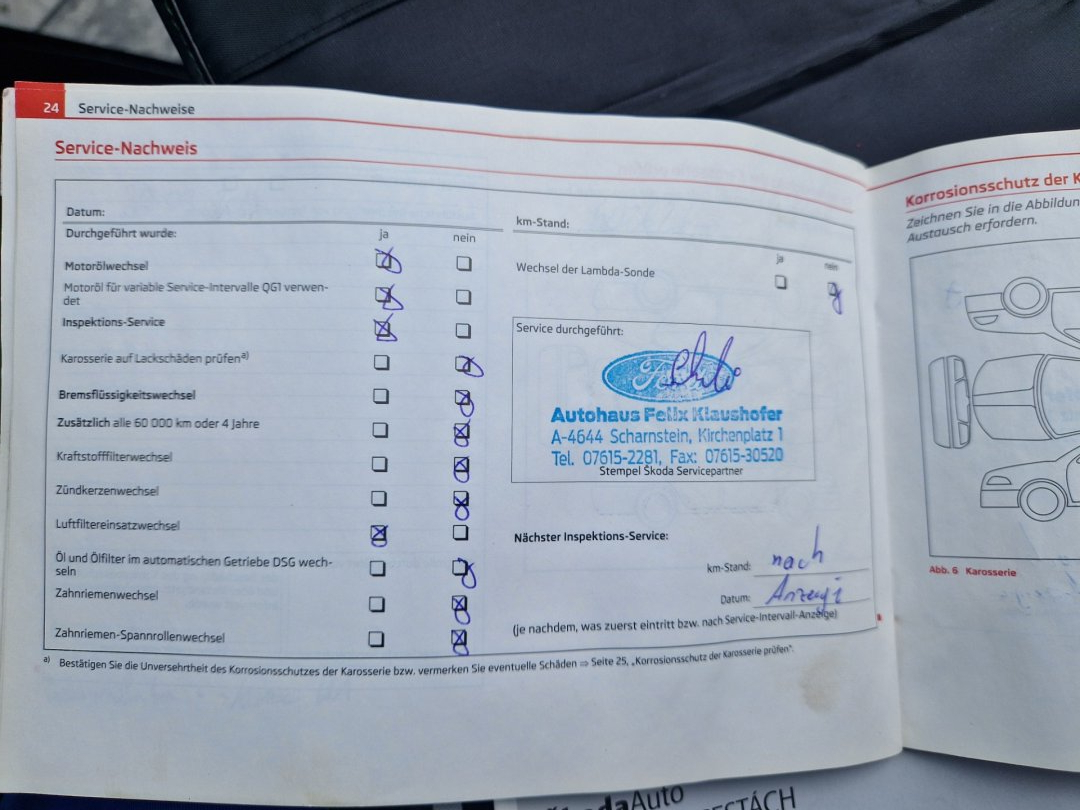 24 Service-Nachweise
Service-Nachweis
Datum:
Durchgeführt wurde:
ja
nein
Motorölwechsel
Motoröl für variable Service-Intervalle QG1 verwen-
det
Inspektions-Service
Karosserie auf Lackschäden prüfen a)
Bremsflüssigkeitswechsel
Zusätzlich alle 60 000 km oder 4 Jahre
Kraftstofffilterwechsel
Zündkerzenwechsel
Luftfiltereinsatzwechsel
Öl und Ölfilter im automatischen Getriebe DSG wech-
seln
Zahnriemenwechsel
Zahnriemen-Spannrollenwechsel
km-Stand:
ja
nein
Wechsel der Lambda-Sonde
Service durchgeführt:
Ford
Autohaus Felix Klaushofer
A-4644 Scharnstein, Kirchenplatz 1
Tel. 07615-2281, Fax: 07615-30520
Stempel Škoda Servicepartner
Nächster Inspektions-Service:
km-Stand: nach
Datum: Anzeige
(je nachdem, was zuerst eintritt bzw. nach Service-Intervall-Anzeige)
a) Bestätigen Sie die Unversehrtheit des Korrosionsschutzes der Karosserie bzw. vermerken Sie eventuelle Schäden ⇒ Seite 25, „Korrosionsschutz der Karosserie prüfen“.
Korrosionsschutz der K
Zeichnen Sie in die Abbildun
Austausch erfordern.
Abb. 6 Karosserie
daAuto